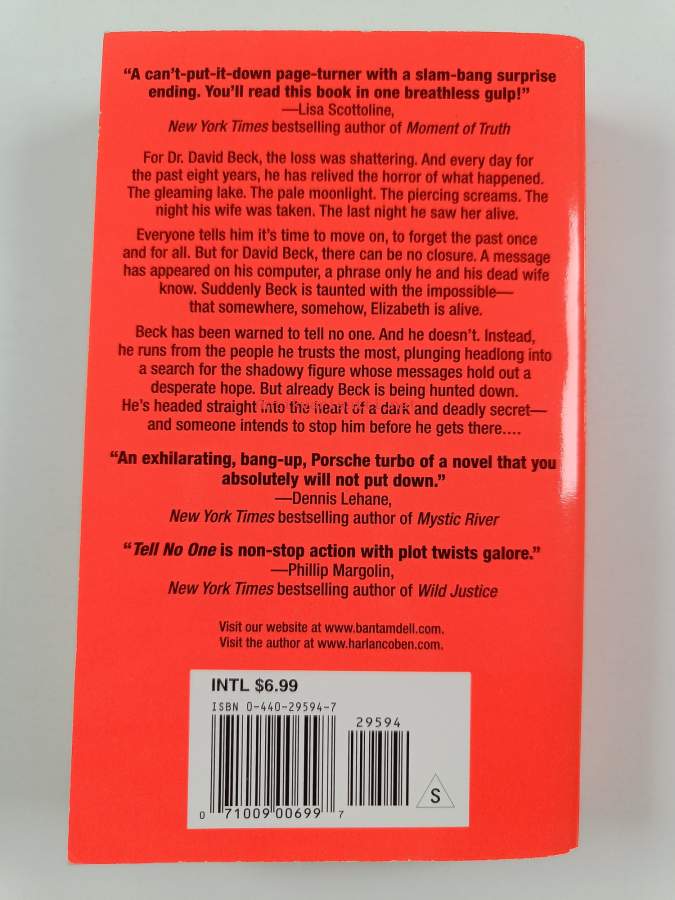 “A can’t-put-it-down page-turner with a slam-bang surprise
ending. You’ll read this book in one breathless gulp!”
—Lisa Scottoline,
New York Times bestselling author of Moment of Truth
For Dr. David Beck, the loss was shattering. And every day for
the past eight years, he has relived the horror of what happened.
The gleaming lake. The pale moonlight. The piercing screams. The
night his wife was taken. The last night he saw her alive.
Everyone tells him it’s time to move on, to forget the past once
and for all. But for David Beck, there can be no closure. A message
has appeared on his computer, a phrase only he and his dead wife
know. Suddenly Beck is taunted with the impossible—
that somewhere, somehow, Elizabeth is alive.
Beck has been warned to tell no one. And he doesn’t. Instead,
he runs from the people he trusts the most, plunging headlong into
a search for the shadowy figure whose messages hold out a
desperate hope. But already Beck is being hunted down.
He’s headed straight into the heart of a dark and deadly secret—
and someone intends to stop him before he gets there....
“An exhilarating, bang-up, Porsche turbo of a novel that you
absolutely will not put down.”
—Dennis Lehane,
New York Times bestselling author of Mystic River
“Tell No One is non-stop action with plot twists galore.”
—Phillip Margolin,
New York Times bestselling author of Wild Justice
Visit our website at www.bantamdell.com.
Visit the author at www.harlancoben.com.
INTL $6.99
ISBN 0-440-29594-7
29594
0 71009 00699 7
S